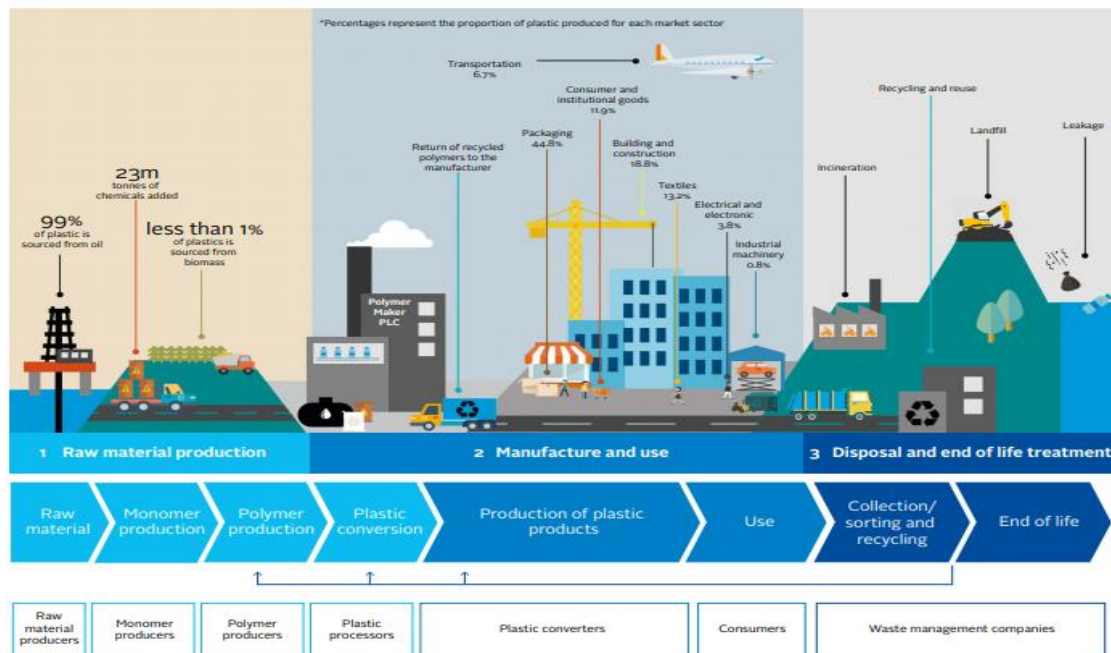 *Percentages represent the proportion of plastic produced for each market sector
Transportation
6.7%
Consumer and
institutional goods
11.9%
Packaging
44.8%
Building and
construction
18.8%
Return of recycled
polymers to the
manufacturer
Textiles
13.2%
Electrical and
electronic
3.8%
Industrial
machinery
0.8%
23m
tonnes of
chemicals added
99%
of plastic is
sourced from oil
less than 1%
of plastics is
sourced from
biomass
Polymer
Maker
PLC
Recycling and reuse
Landfill
Leakage
Incineration
1 Raw material production
2 Manufacture and use
3 Disposal and end of life treatment
Raw
material
Monomer
production
Polymer
production
Plastic
conversion
Production of plastic
products
Use
Collection/
sorting and
recycling
End of life
Raw
material
producers
Monomer
producers
Polymer
producers
Plastic
processors
Plastic converters
Consumers
Waste management companies